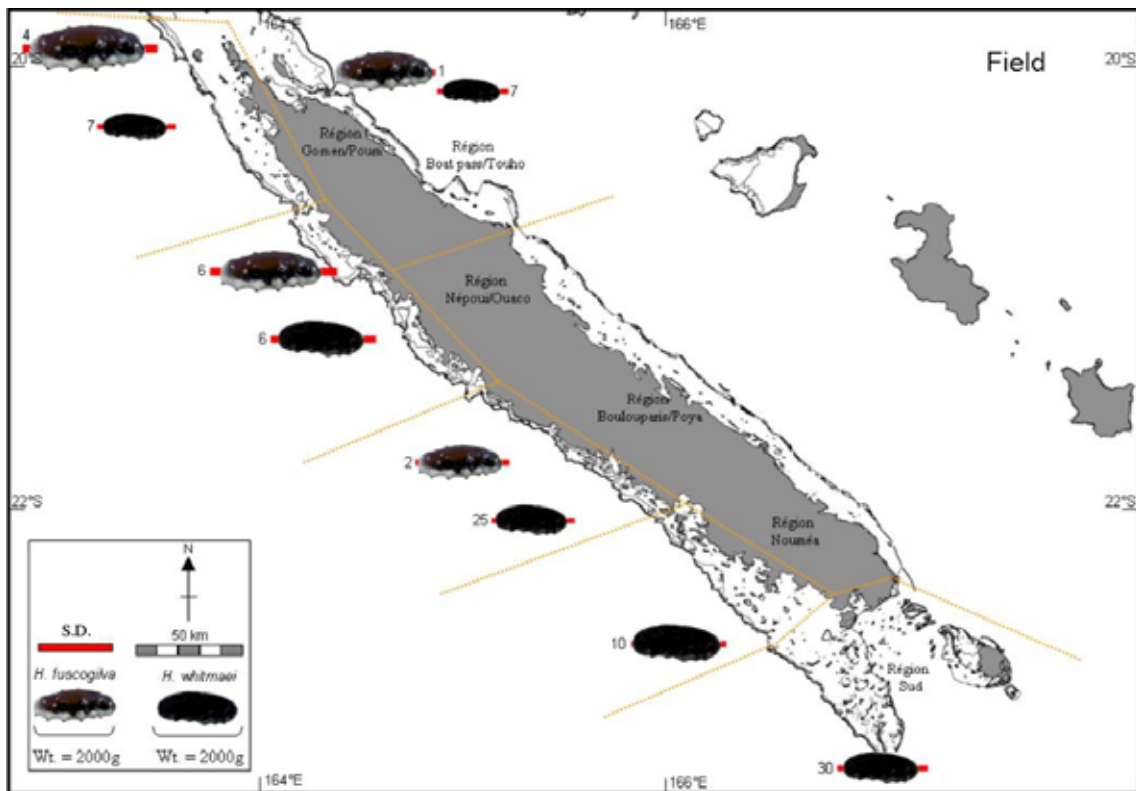 164°E
166°E
20°S
20°S
Field
4
1
7
7
Région
Gomen/Poum
Région
Boat pass/Touho
6
Région
Népoui/Ouaco
6
Région
Boulouparis/Poya
2
22°S
22°S
25
Région
Nouméa
N
10
S.D.
50 km
H. fuscogilva
H. whitmaei
Région
Sud
Wt. = 2000g
Wt. = 2000g
30
164°E
166°E